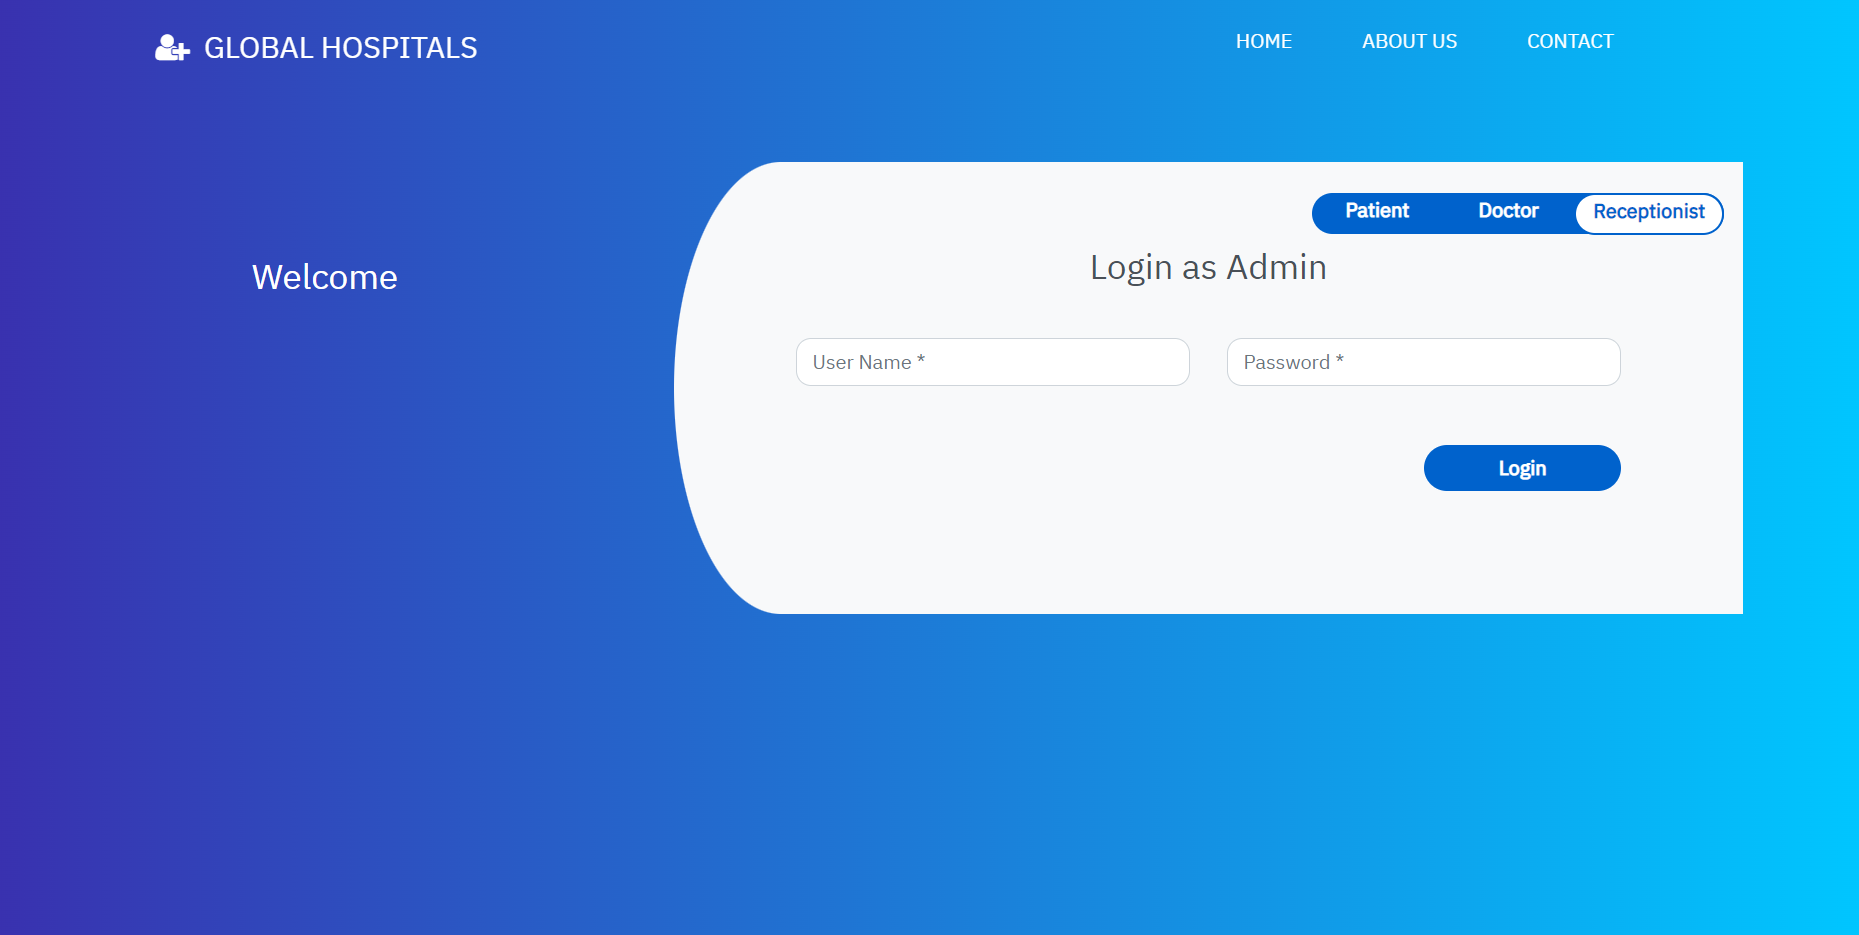 GLOBAL HOSPITALS
HOME ABOUT US CONTACT
Patient Doctor Receptionist
Welcome
Login as Admin
User Name * Password *
Login